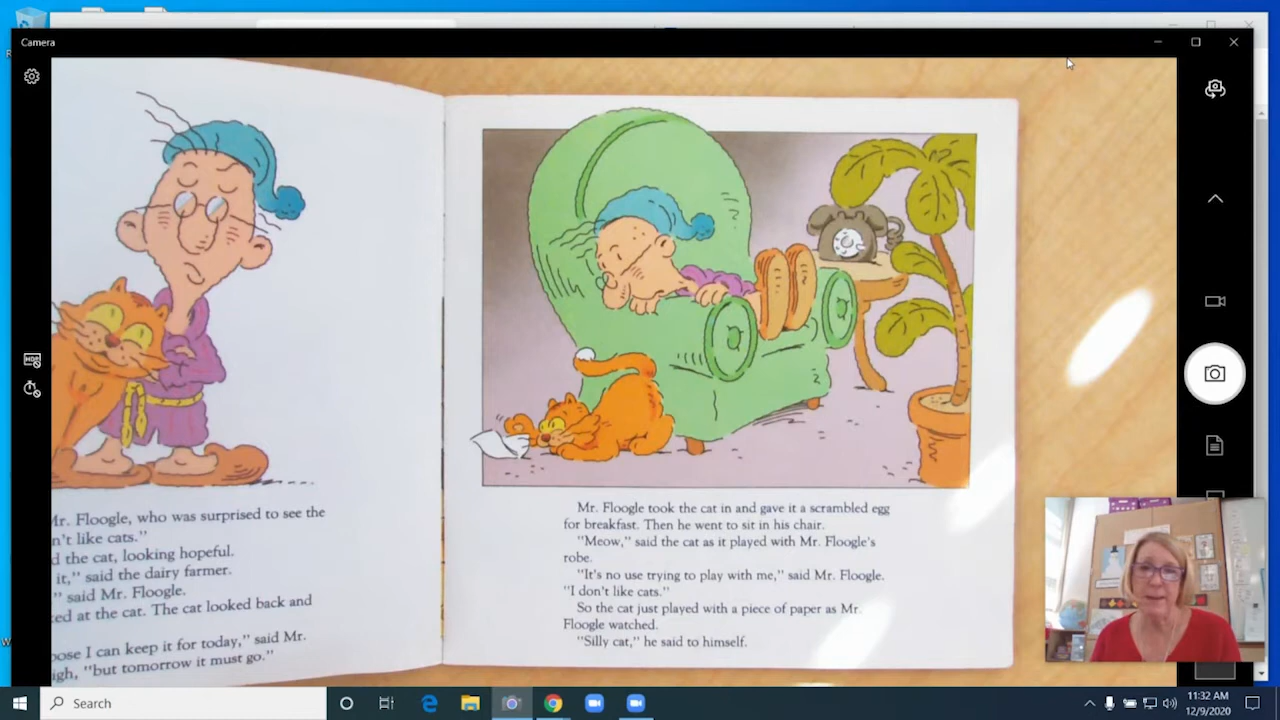 Camera
Mr. Floogle, who was surprised to see the
n't like cats."
d the cat, looking hopeful.
it," said the dairy farmer.
" said Mr. Floogle.
ked at the cat. The cat looked back and
pose I can keep it for today," said Mr.
igh, "but tomorrow it must go."
Mr. Floogle took the cat in and gave it a scrambled egg
for breakfast. Then he went to sit in his chair.
"Meow," said the cat as it played with Mr. Floogle's
robe.
"It's no use trying to play with me," said Mr. Floogle.
"I don't like cats."
So the cat just played with a piece of paper as Mr.
Floogle watched.
"Silly cat," he said to himself.
Search
11:32 AM
12/9/2020